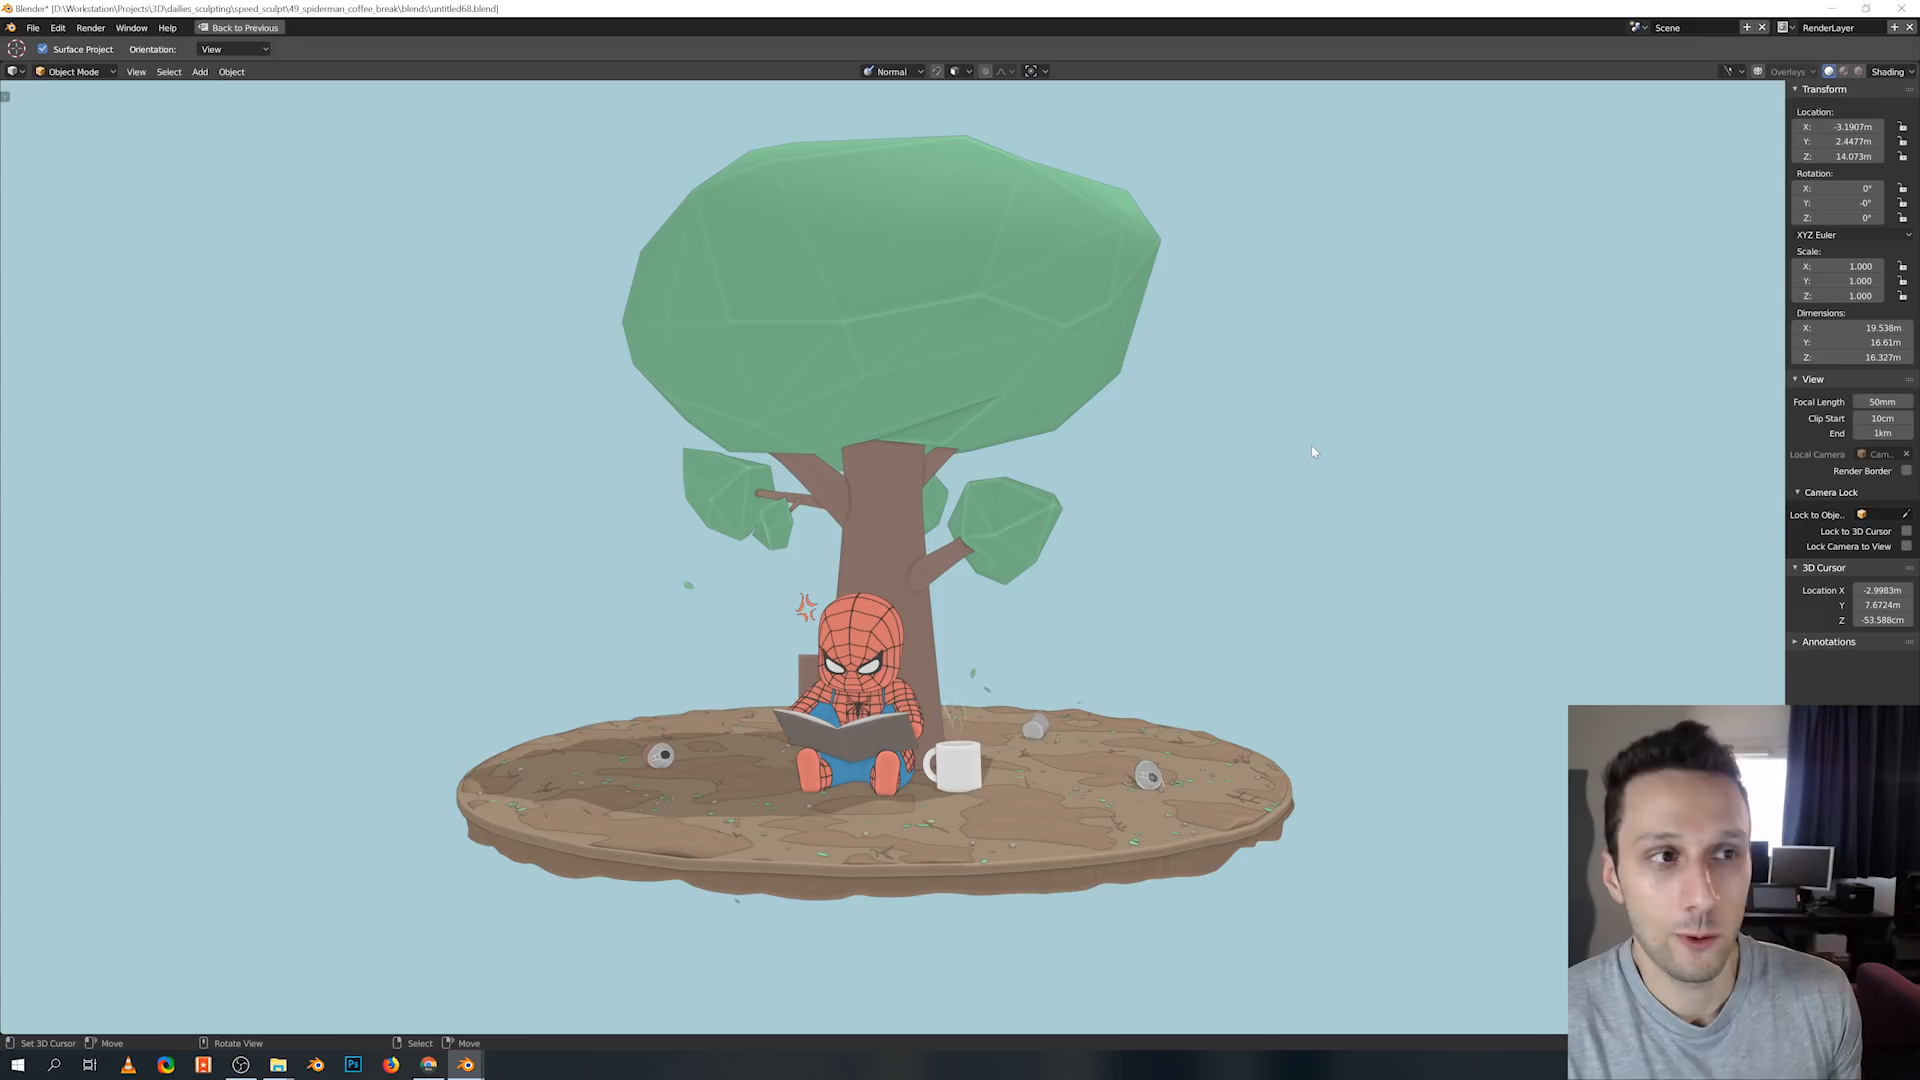 Blender* [D:\Workstation\Projects\3D\dailies_sculpting\speed_sculpt\49_spiderman_coffee_break\blends\untitled68.blend]
File Edit Render Window Help Back to Previous Scene RenderLayer
Surface Project Orientation: View
Object Mode View Select Add Object Normal Overlays Shading
Transform
Location:
X: -3.1907m
Y: 2.4477m
Z: 14.073m
Rotation:
X: 0°
Y: -0°
Z: 0°
XYZ Euler
Scale:
X: 1.000
Y: 1.000
Z: 1.000
Dimensions:
X: 19.538m
Y: 16.61m
Z: 16.327m
View
Focal Length 50mm
Clip Start 10cm
End 1km
Local Camera Cam..
Render Border
Camera Lock
Lock to Obje..
Lock to 3D Cursor
Lock Camera to View
3D Cursor
Location X -2.9983m
Y 7.6724m
Z -53.588cm
Annotations
Set 3D Cursor Move Rotate View Select Move
Ps